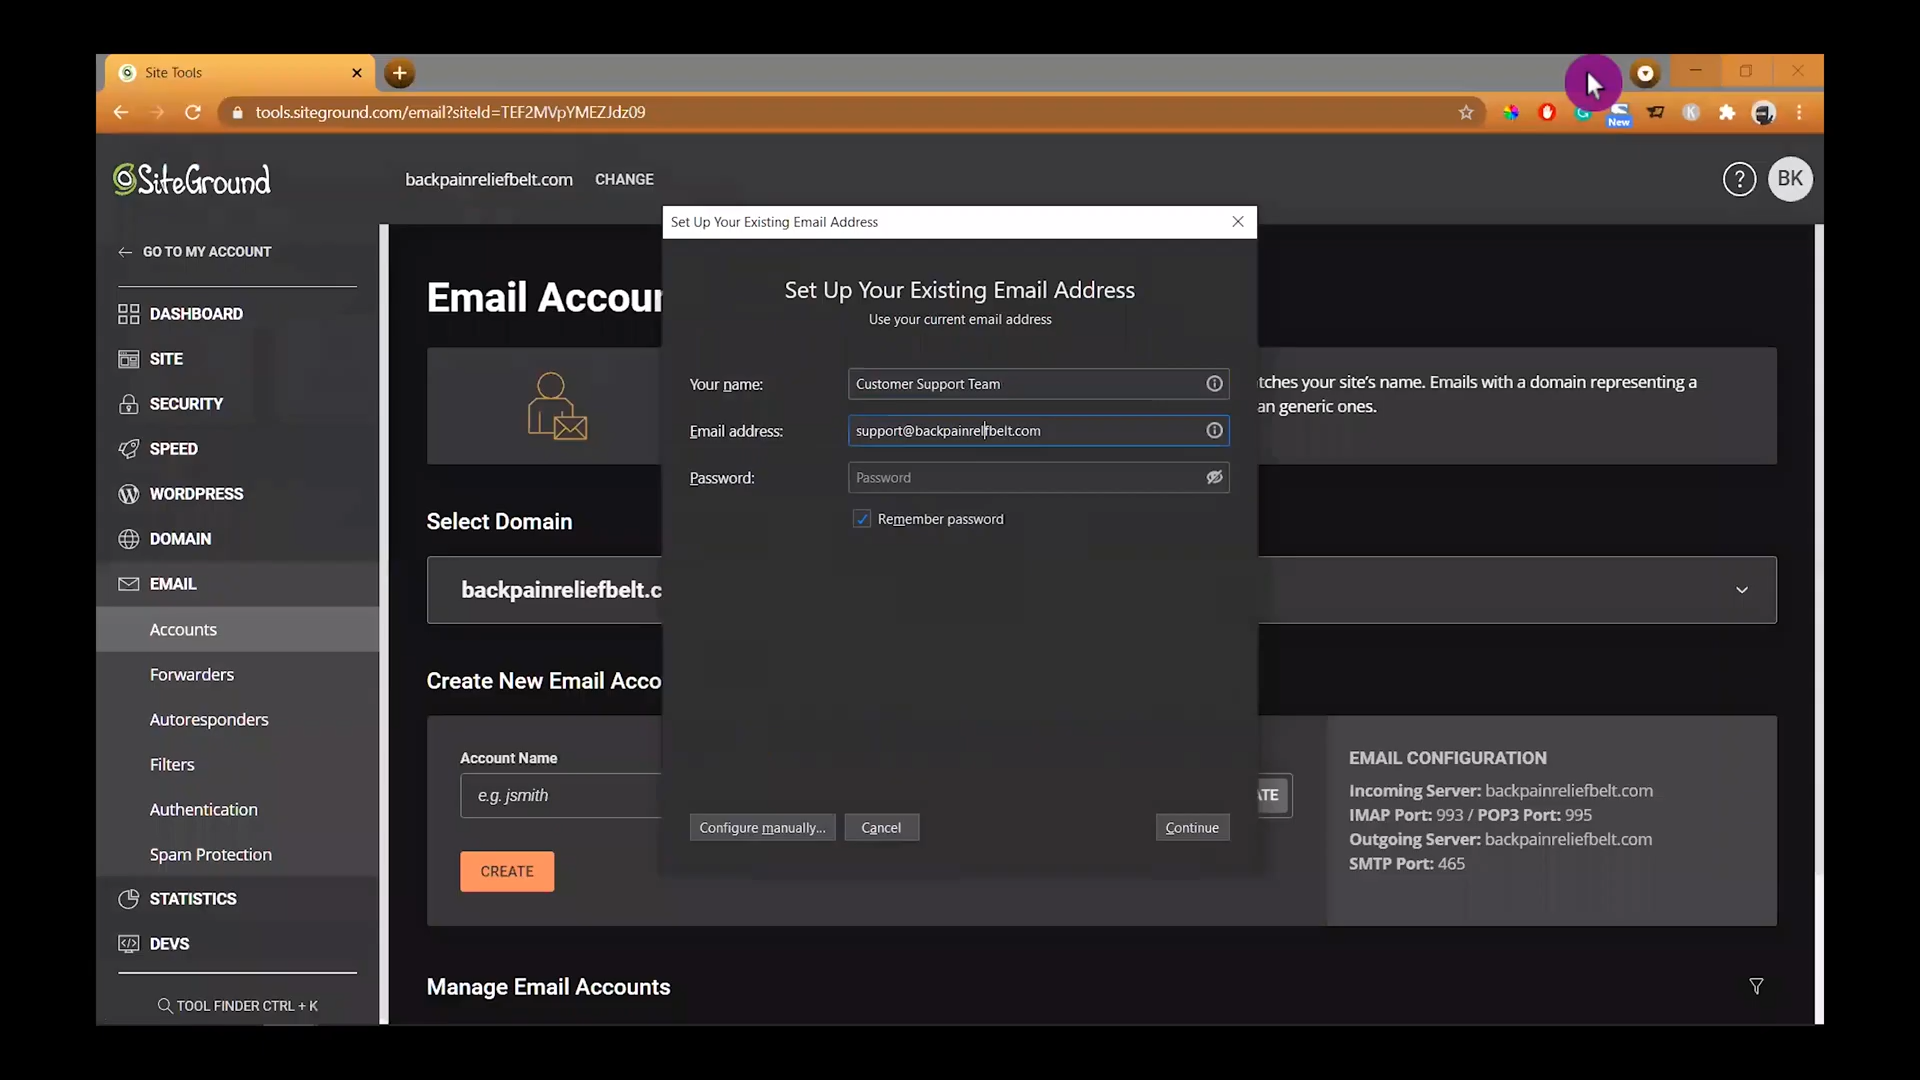 Site Tools
tools.siteground.com/email?siteId=TEF2MVpYMEZJdz09
New
K
SiteGround
backpainreliefbelt.com CHANGE
?
BK
GO TO MY ACCOUNT
DASHBOARD
SITE
SECURITY
SPEED
WORDPRESS
DOMAIN
EMAIL
Accounts
Forwarders
Autoresponders
Filters
Authentication
Spam Protection
STATISTICS
DEVS
TOOL FINDER CTRL + K
Email Accoun
tches your site's name. Emails with a domain representing a
an generic ones.
Select Domain
backpainreliefbelt.c
Create New Email Acco
Account Name
e.g. jsmith
ATE
CREATE
EMAIL CONFIGURATION
Incoming Server: backpainreliefbelt.com
IMAP Port: 993 / POP3 Port: 995
Outgoing Server: backpainreliefbelt.com
SMTP Port: 465
Manage Email Accounts
Set Up Your Existing Email Address
Set Up Your Existing Email Address
Use your current email address
Your name: Customer Support Team
Email address: support@backpainrelfbelt.com
Password: Password
Remember password
Configure manually... Cancel Continue